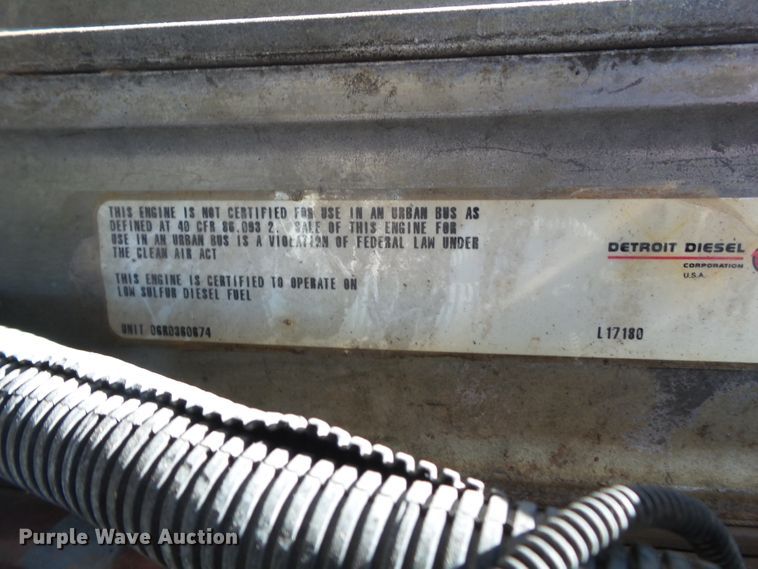 THIS ENGINE IS NOT CERTIFIED FOR USE IN AN URBAN BUS AS
DEFINED AT 40 CFR 86.093 2. SALE OF THIS ENGINE FOR
USE IN AN URBAN BUS IS A VIOLATION OF FEDERAL LAW UNDER
THE CLEAN AIR ACT
THIS ENGINE IS CERTIFIED TO OPERATE ON
LOW SULFUR DIESEL FUEL
UNIT 06R0360674
L17180
DETROIT DIESEL
CORPORATION
U.S.A.
Purple Wave Auction